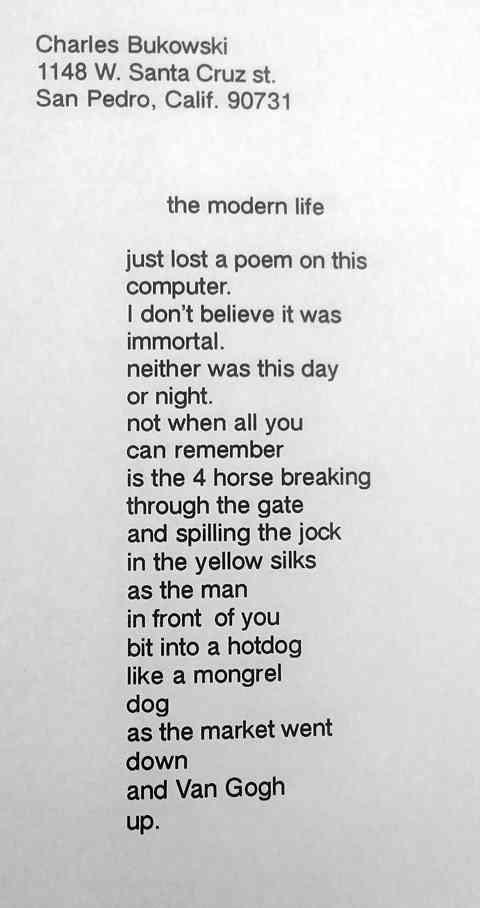 Charles Bukowski
1148 W. Santa Cruz st.
San Pedro, Calif. 90731
the modern life
just lost a poem on this
computer.
I don't believe it was
immortal.
neither was this day
or night.
not when all you
can remember
is the 4 horse breaking
through the gate
and spilling the jock
in the yellow silks
as the man
in front  of you
bit into a hotdog
like a mongrel
dog
as the market went
down
and Van Gogh
up.